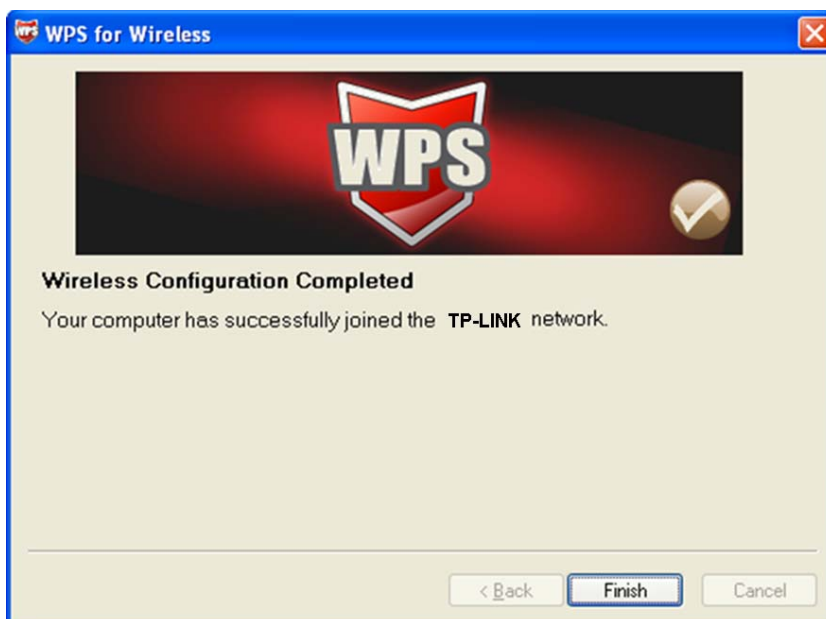 WPS for Wireless
WPS
Wireless Configuration Completed
Your computer has successfully joined the TP-LINK network.
< Back
Finish
Cancel